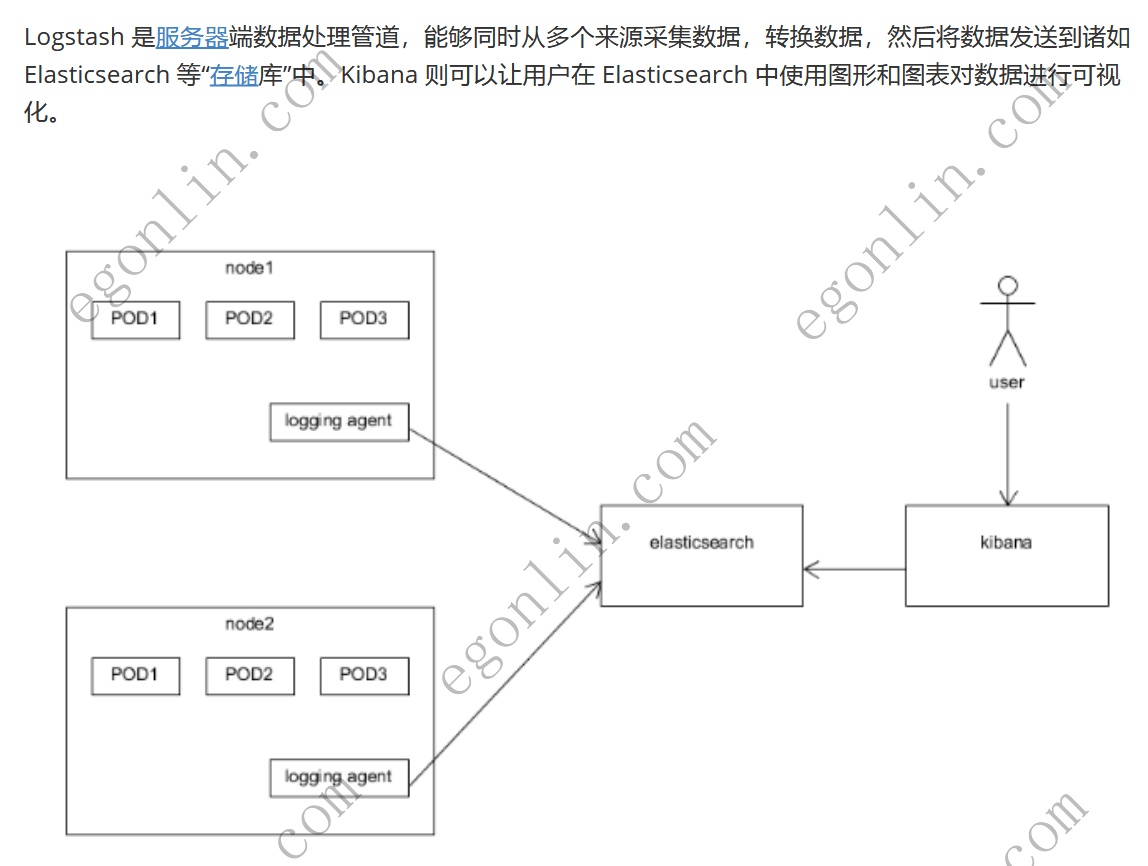 Logstash 是服务器端数据处理管道，能够同时从多个来源采集数据，转换数据，然后将数据发送到诸如
Elasticsearch 等“存储库”中。Kibana 则可以让用户在 Elasticsearch 中使用图形和图表对数据进行可视
化。
egonlin.com
egonlin.com
node1
POD1 POD2 POD3
logging agent
user
egonlin.com
elasticsearch
kibana
node2
POD1 POD2 POD3
logging agent
com
com